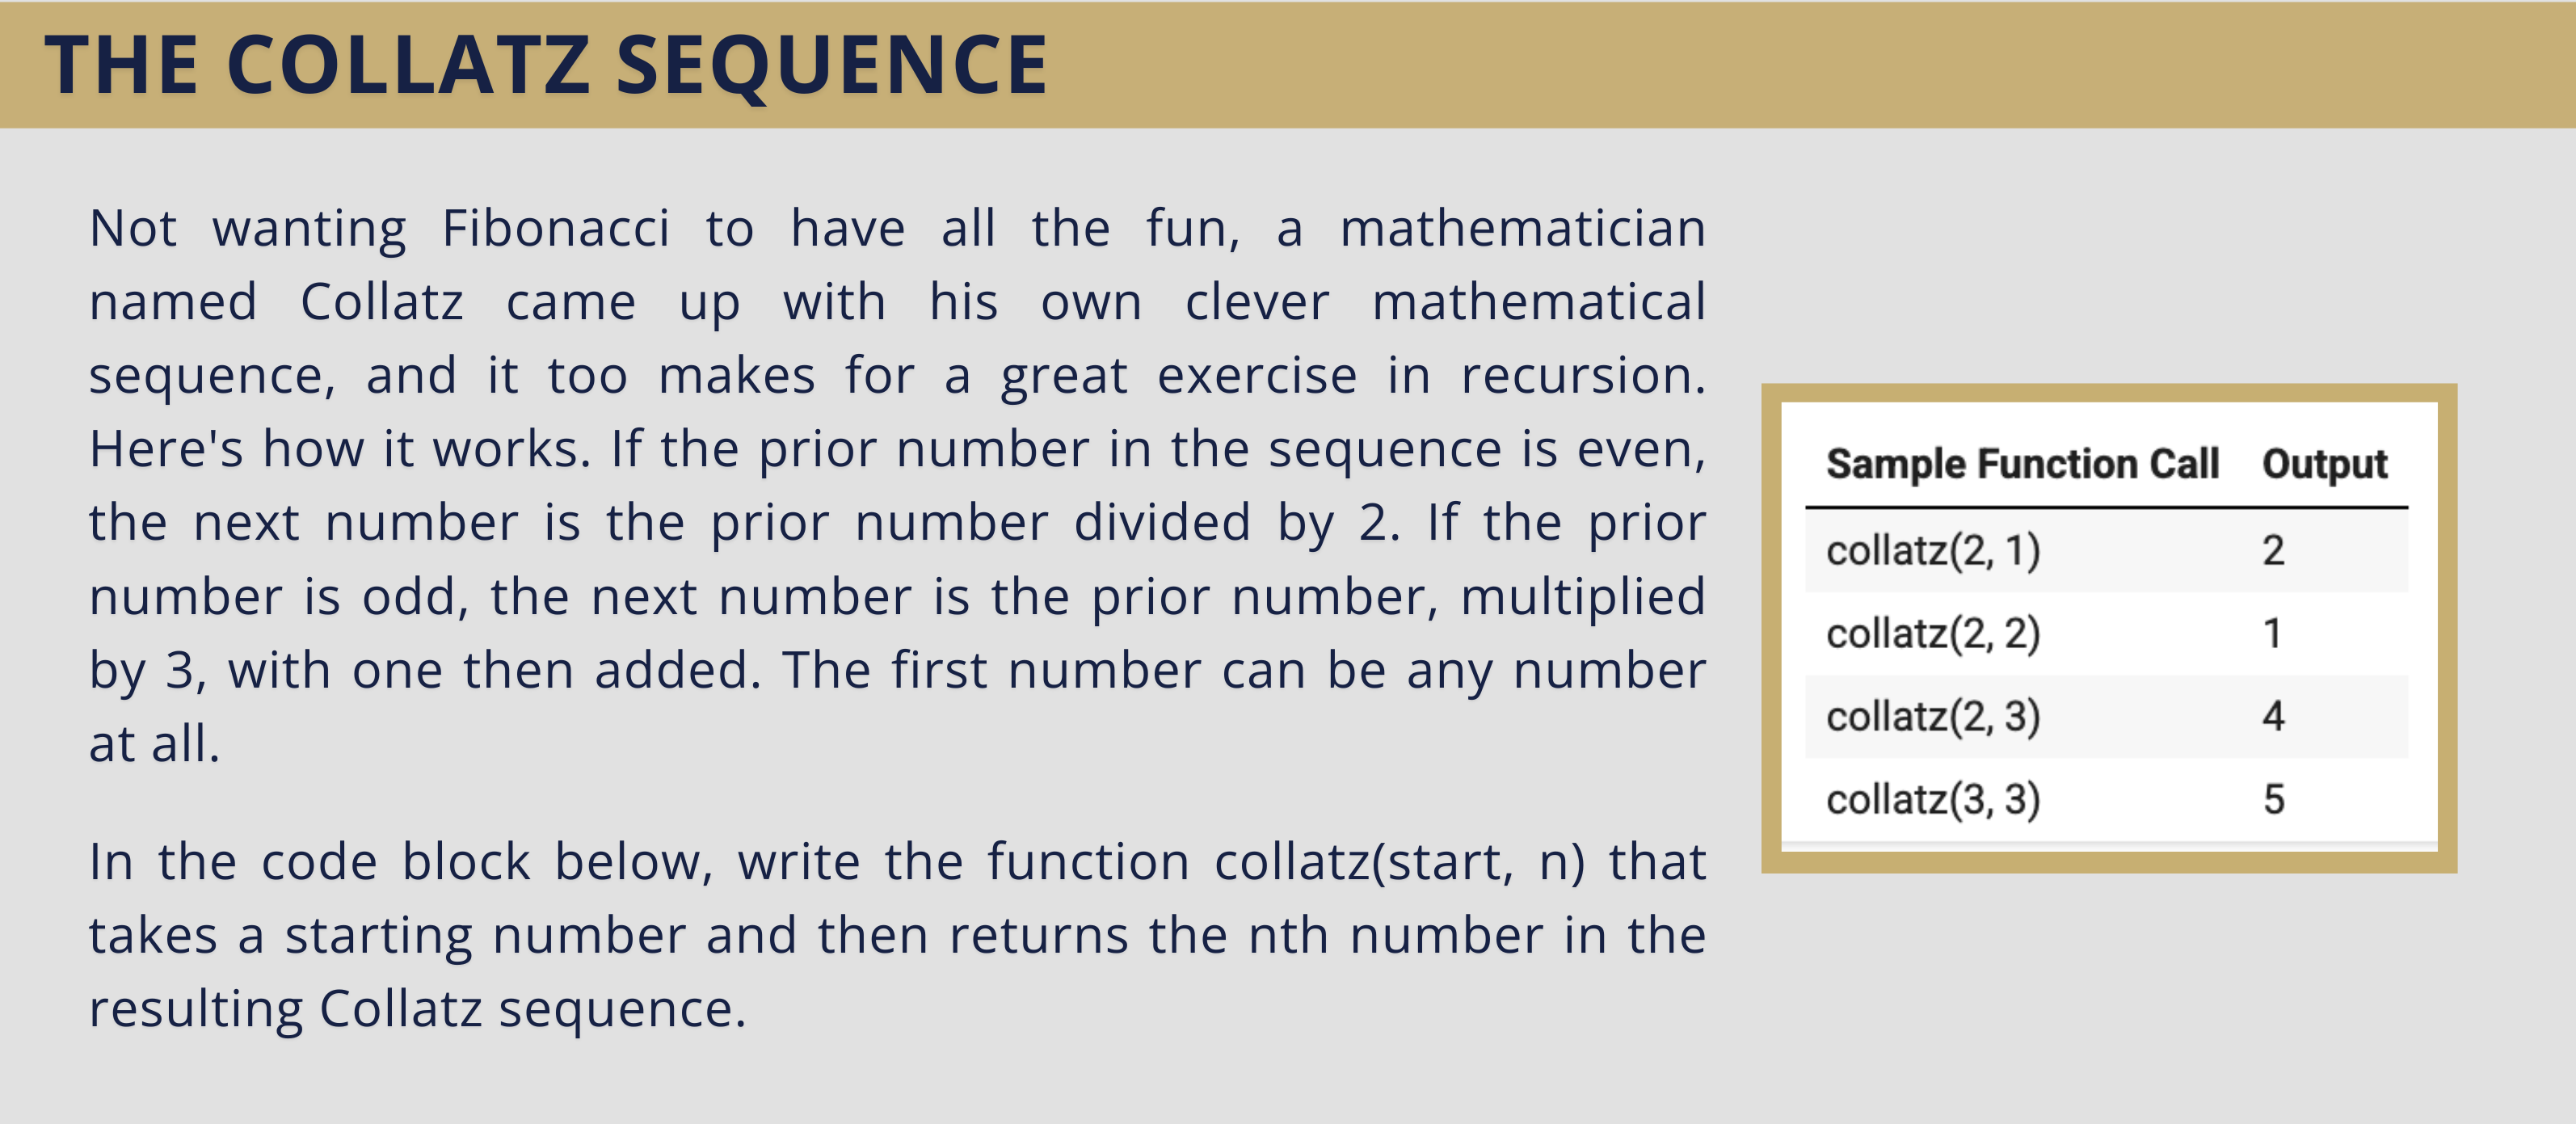 THE COLLATZ SEQUENCE
Not wanting Fibonacci to have all the fun, a mathematician
named Collatz came up with his own clever mathematical
sequence, and it too makes for a great exercise in recursion.
Here's how it works. If the prior number in the sequence is even,
the next number is the prior number divided by 2. If the prior
number is odd, the next number is the prior number, multiplied
by 3, with one then added. The first number can be any number
at all.
In the code block below, write the function collatz(start, n) that
takes a starting number and then returns the nth number in the
resulting Collatz sequence.
Sample Function Call Output
collatz(2, 1) 2
collatz(2, 2) 1
collatz(2, 3) 4
collatz(3, 3) 5